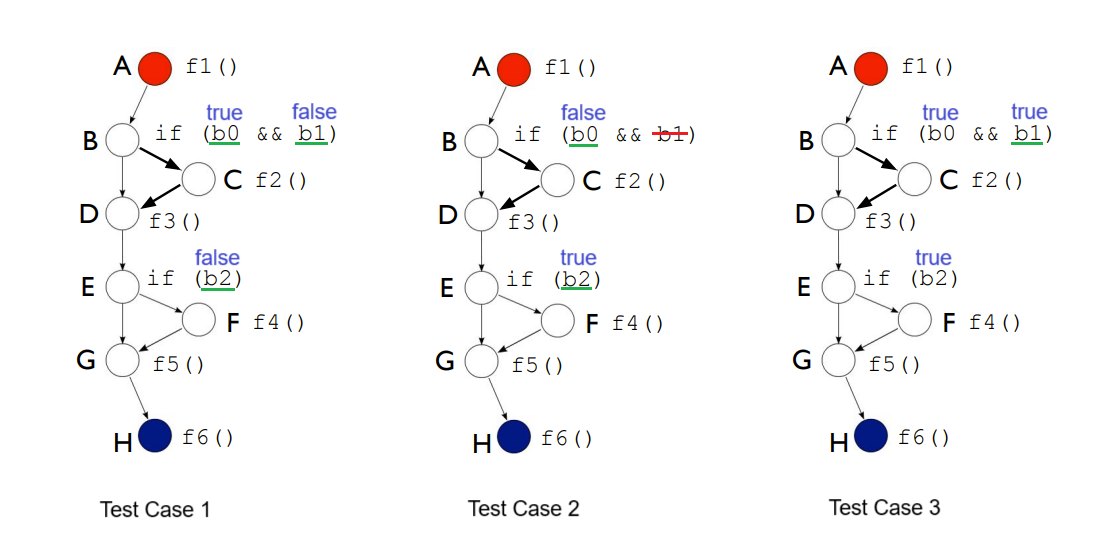 A f1()
true false
B if (b0 && b1)
C f2()
D f3()
false
E if (b2)
F f4()
G f5()
H f6()
Test Case 1
A f1()
false
B if (b0 && b1)
C f2()
D f3()
true
E if (b2)
F f4()
G f5()
H f6()
Test Case 2
A f1()
true true
B if (b0 && b1)
C f2()
D f3()
true
E if (b2)
F f4()
G f5()
H f6()
Test Case 3